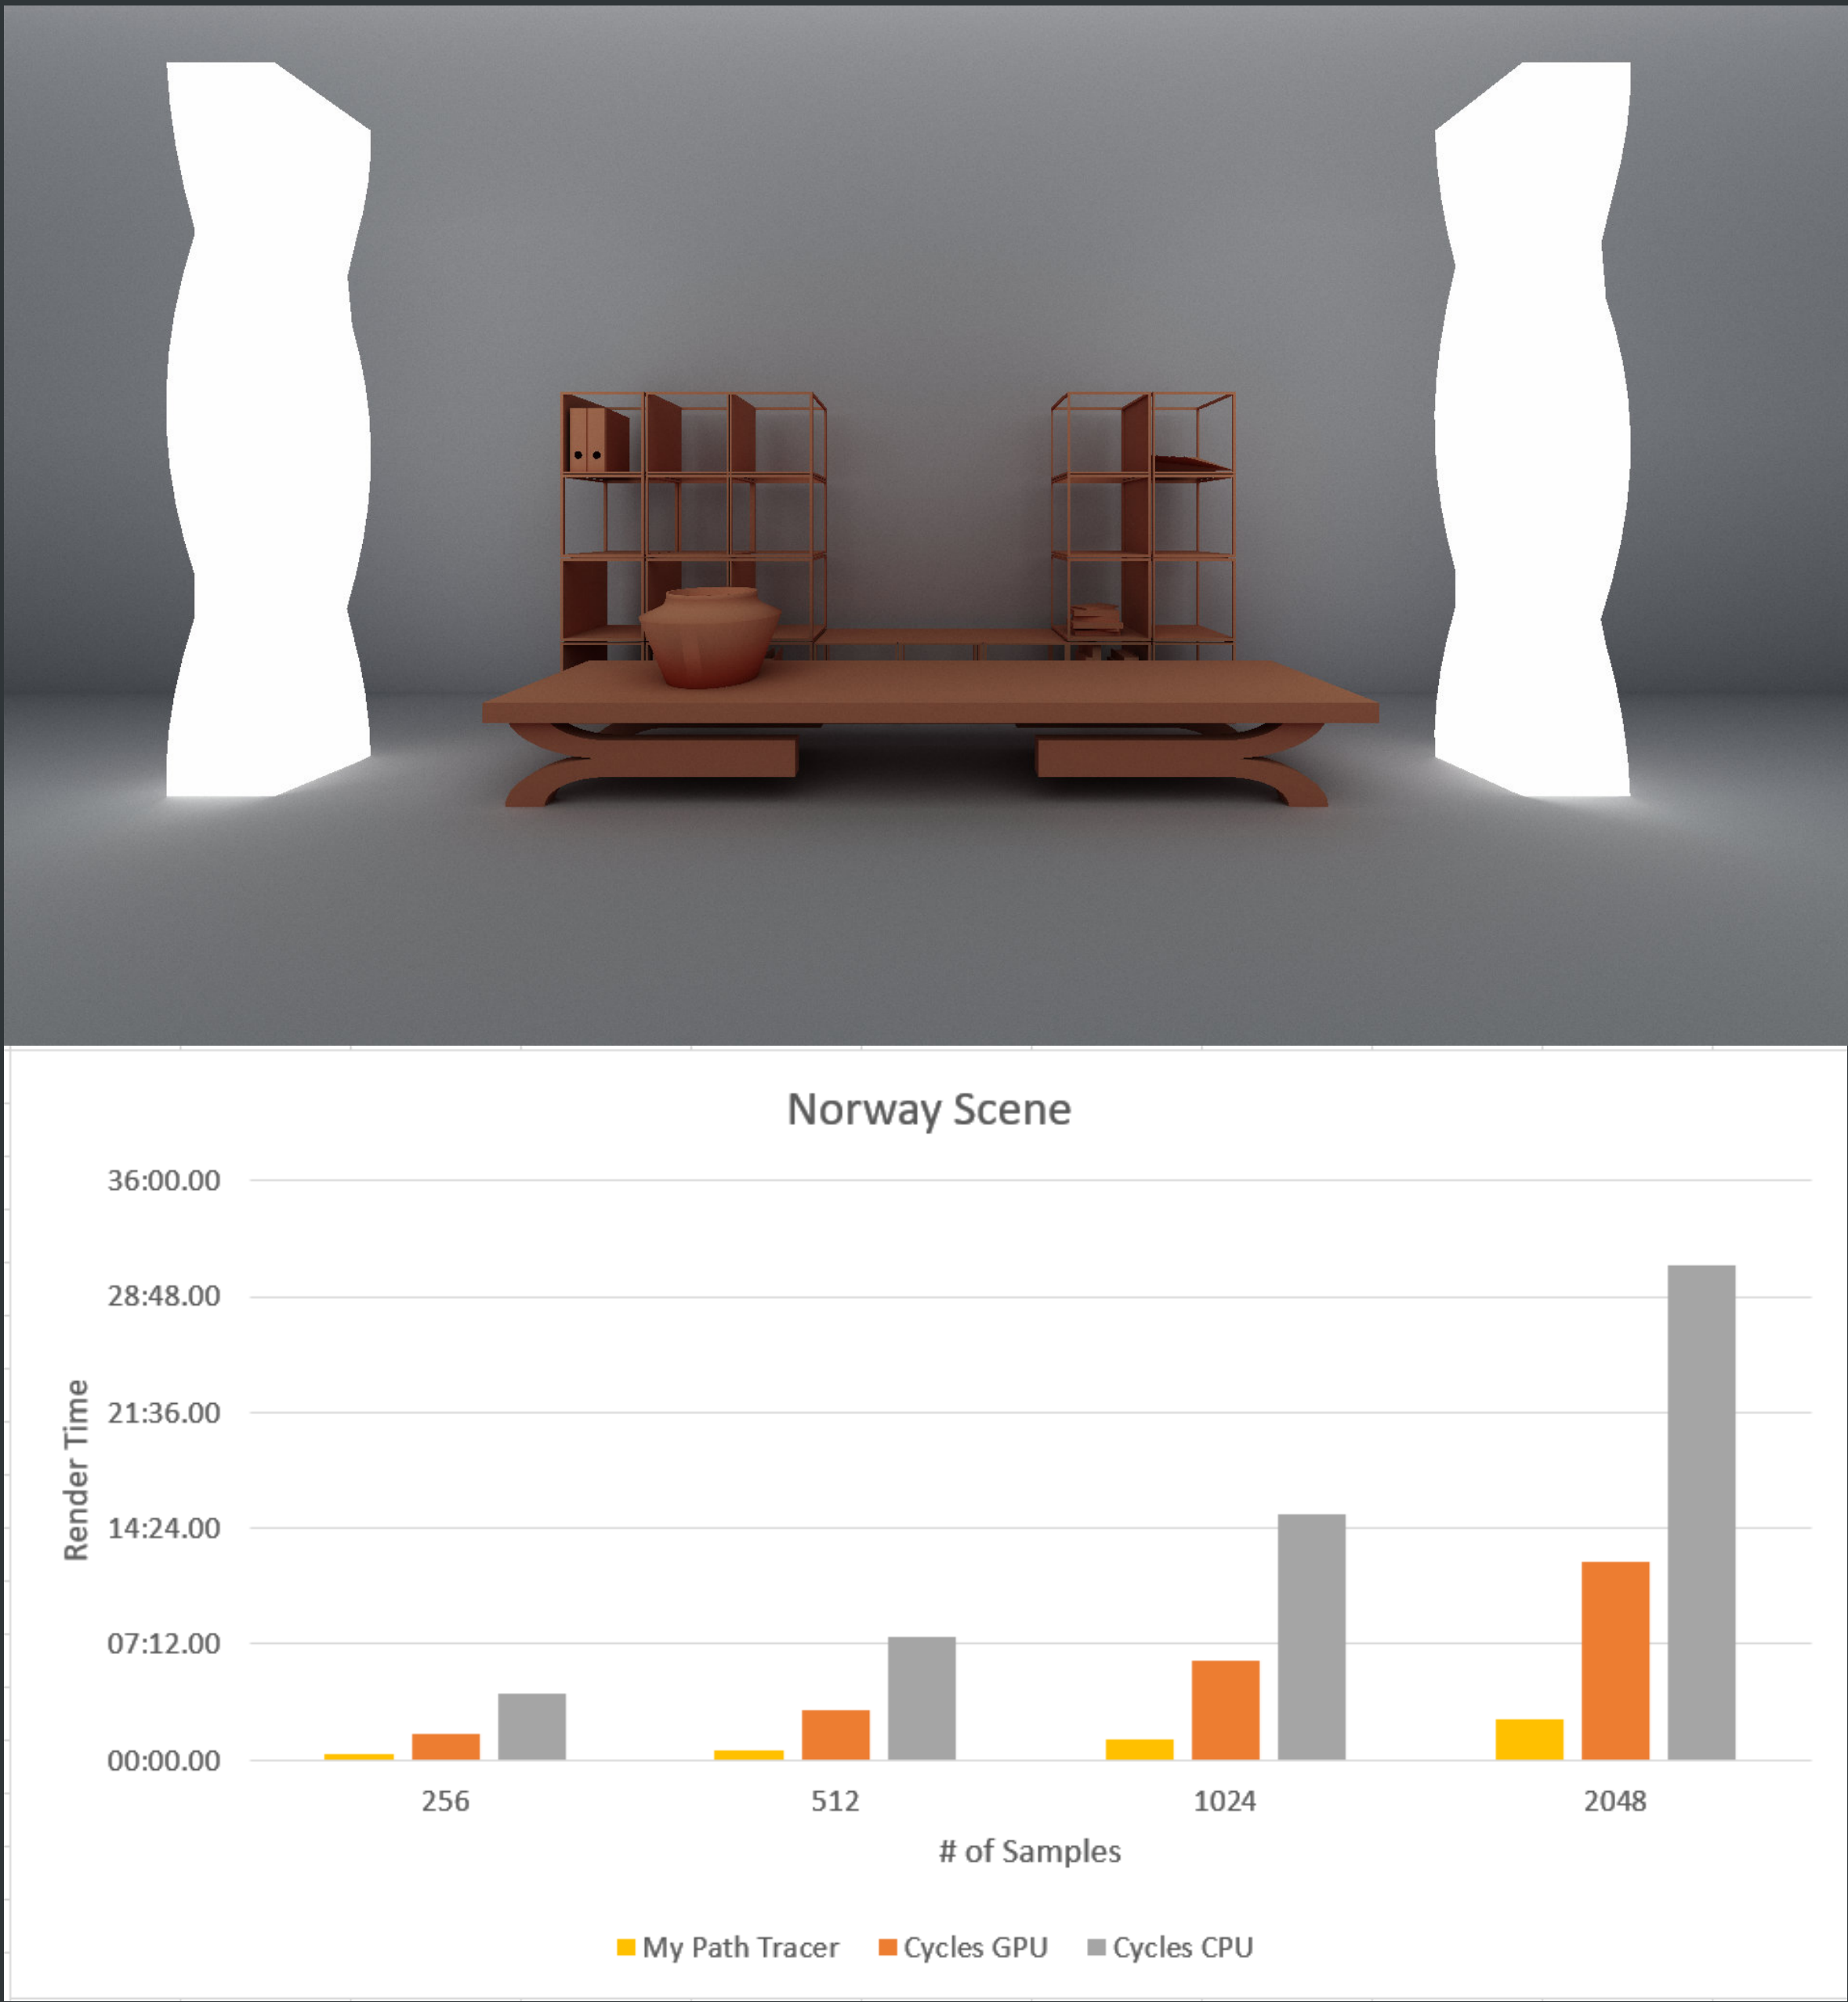 Norway Scene
36:00.00
28:48.00
21:36.00
14:24.00
07:12.00
00:00.00
Render Time
256 512 1024 2048
# of Samples
My Path Tracer Cycles GPU Cycles CPU